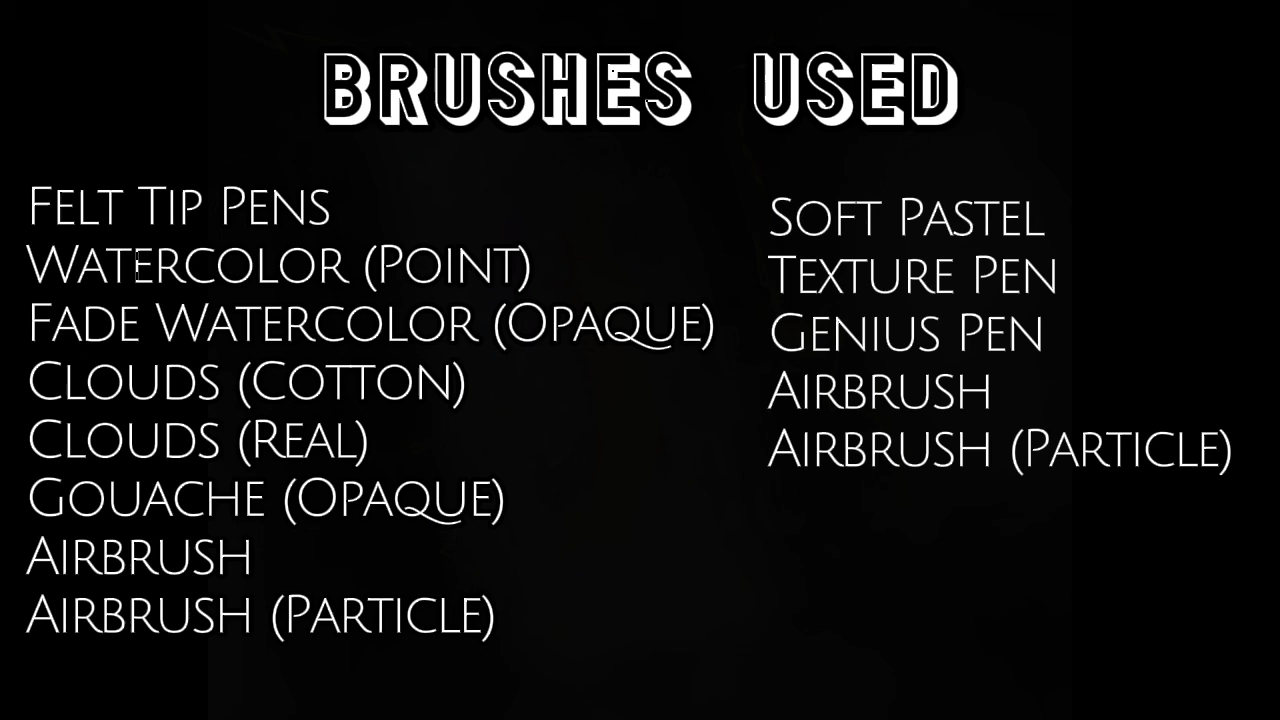 BRUSHES USED
Felt Tip Pens
Watercolor (Point)
Fade Watercolor (Opaque)
Clouds (Cotton)
Clouds (Real)
Gouache (Opaque)
Airbrush
Airbrush (Particle)
Soft Pastel
Texture Pen
Genius Pen
Airbrush
Airbrush (Particle)